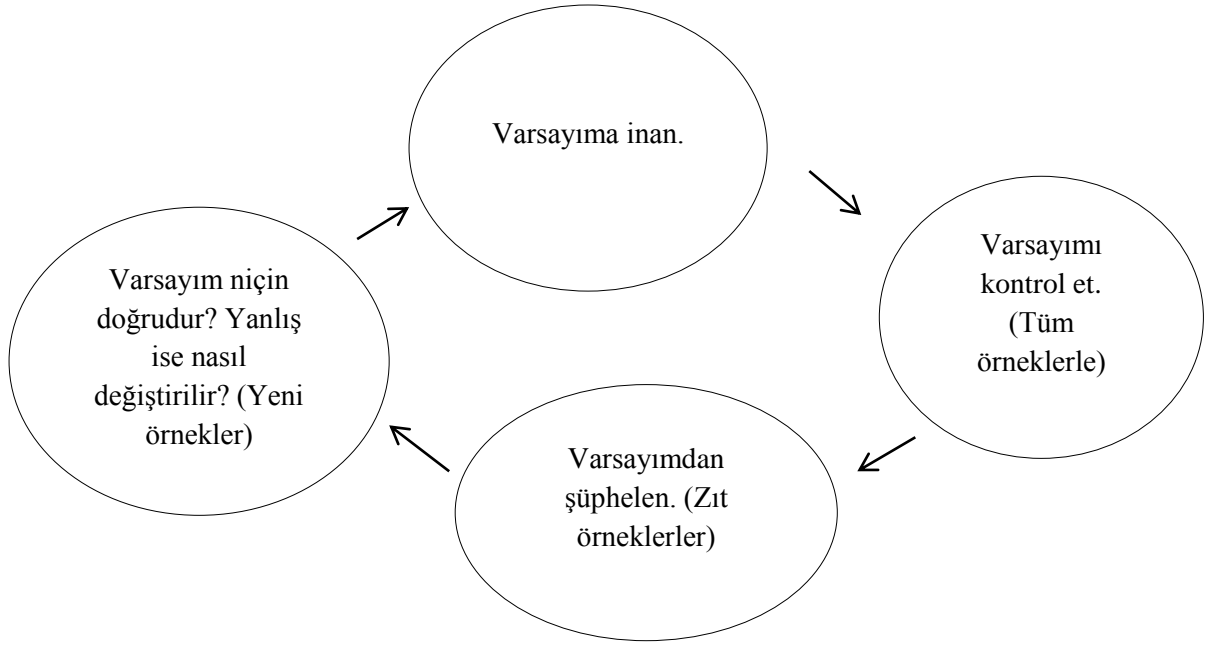 Varsayıma inan.
Varsayımı
kontrol et.
(Tüm
örneklerle)
Varsayımdan
şüphelen. (Zıt
örneklerler)
Varsayım niçin
doğrudur? Yanlış
ise nasıl
değiştirilir? (Yeni
örnekler)